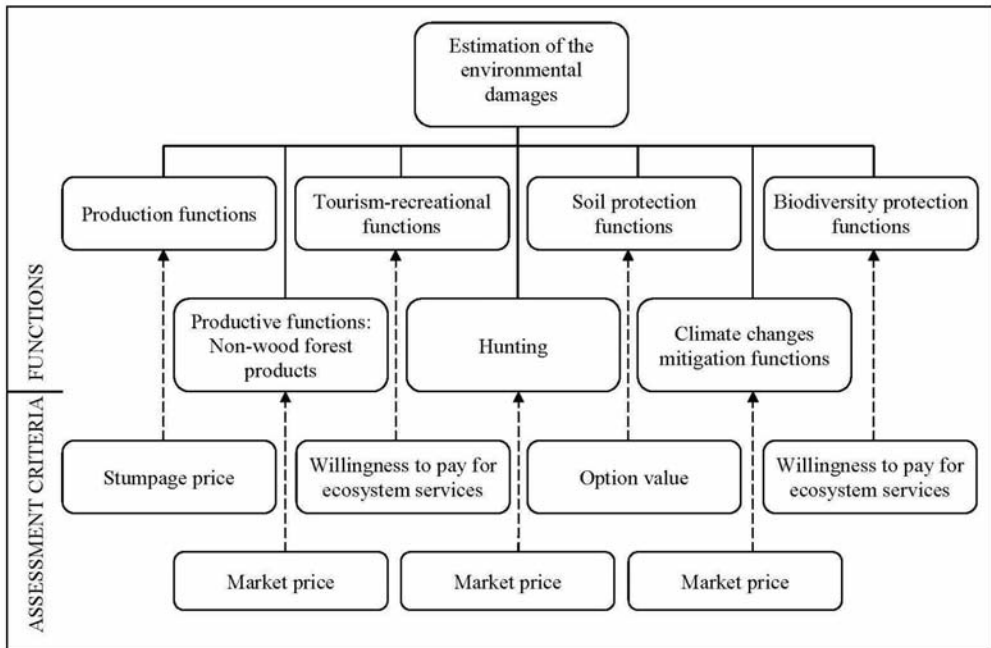 Estimation of the
environmental
damages
Production functions
Tourism-recreational
functions
Soil protection
functions
Biodiversity protection
functions
FUNCTIONS
Productive functions:
Non-wood forest
products
Hunting
Climate changes
mitigation functions
ASSESSMENT CRITERIA
Stumpage price
Willingness to pay for
ecosystem services
Option value
Willingness to pay for
ecosystem services
Market price
Market price
Market price